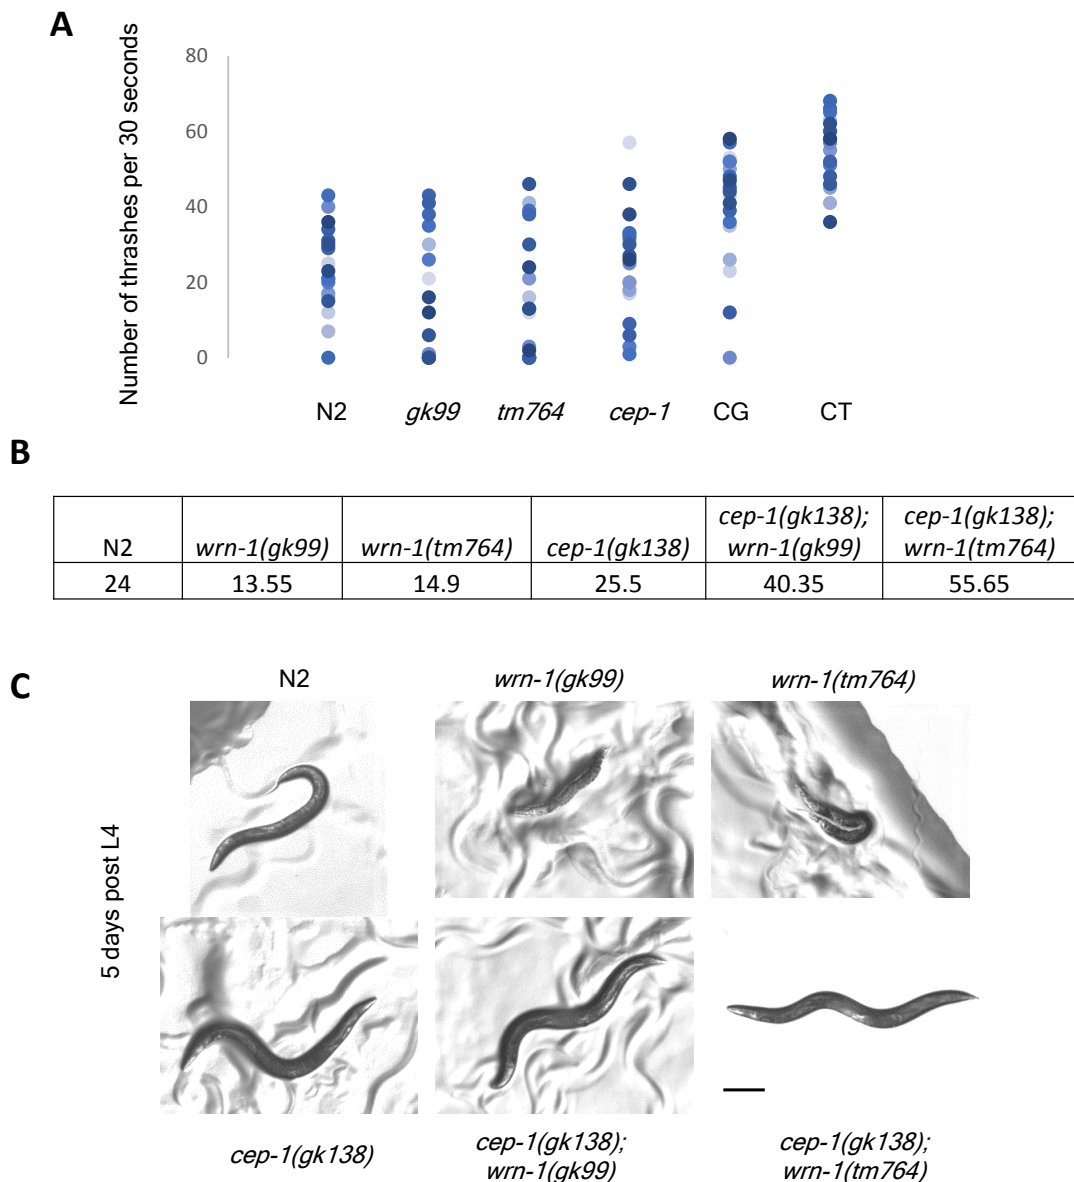 A
Number of thrashes per 30 seconds
80
60
40
20
0
N2 gk99 tm764 cep-1 CG CT
B
N2 wrn-1(gk99) wrn-1(tm764) cep-1(gk138) cep-1(gk138); wrn-1(gk99) cep-1(gk138); wrn-1(tm764)
24 13.55 14.9 25.5 40.35 55.65
C
N2 wrn-1(gk99) wrn-1(tm764)
5 days post L4
cep-1(gk138) cep-1(gk138); wrn-1(gk99) cep-1(gk138); wrn-1(tm764)